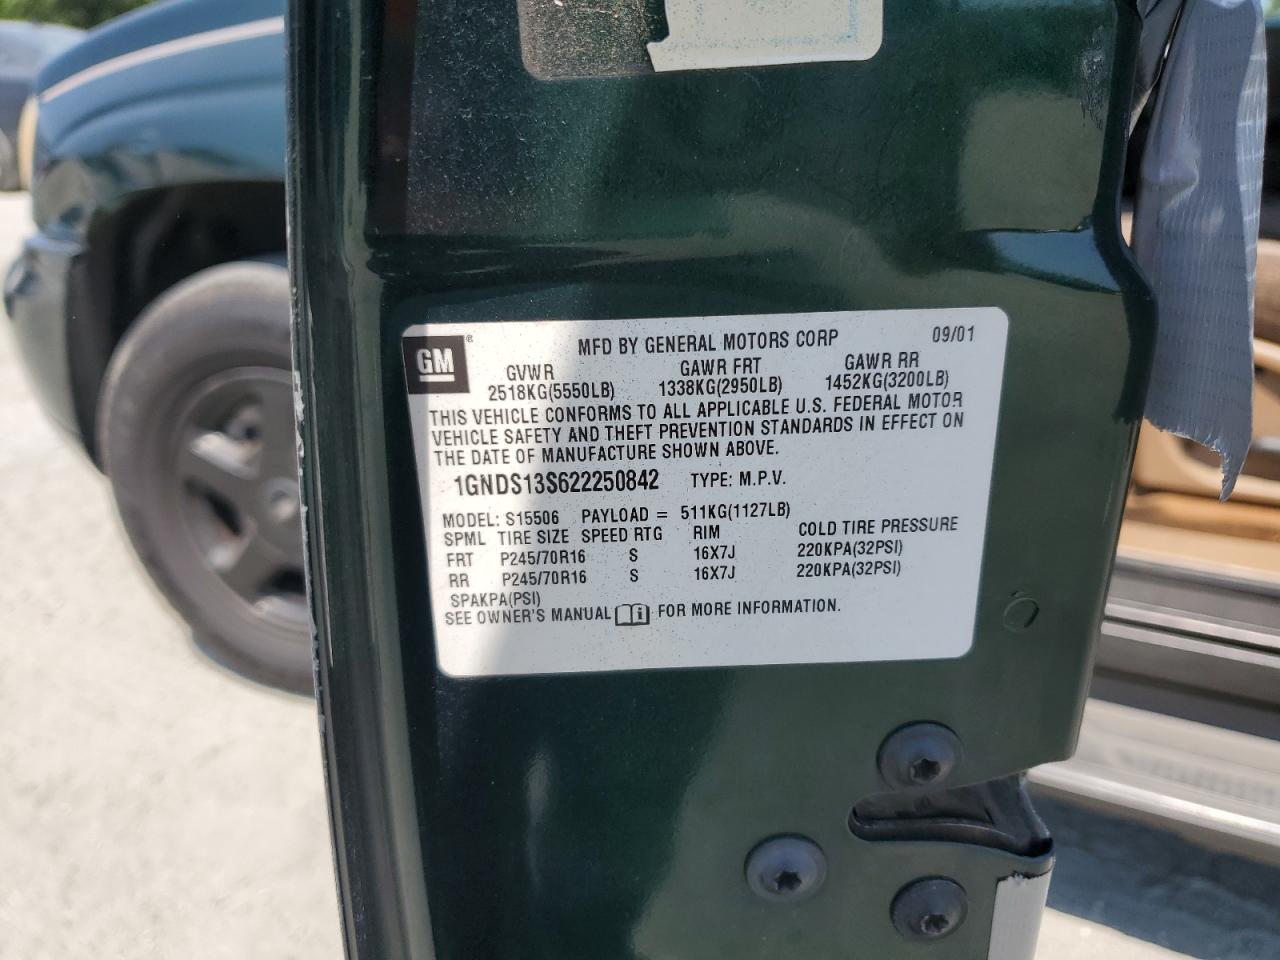 GM ® MFD BY GENERAL MOTORS CORP 09/01
GVWR GAWR FRT GAWR RR
2518KG(5550LB) 1338KG(2950LB) 1452KG(3200LB)
THIS VEHICLE CONFORMS TO ALL APPLICABLE U.S. FEDERAL MOTOR
VEHICLE SAFETY AND THEFT PREVENTION STANDARDS IN EFFECT ON
THE DATE OF MANUFACTURE SHOWN ABOVE.
1GNDS13S622250842 TYPE: M.P.V.
MODEL: S15506 PAYLOAD = 511KG(1127LB)
SPML TIRE SIZE SPEED RTG RIM COLD TIRE PRESSURE
FRT P245/70R16 S 16X7J 220KPA(32PSI)
RR P245/70R16 S 16X7J 220KPA(32PSI)
SPAKPA(PSI)
SEE OWNER'S MANUAL i FOR MORE INFORMATION.